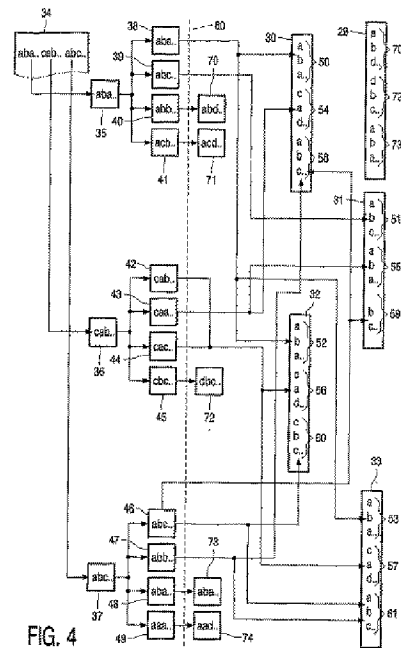 34
aba.. cab.. abc..
38
aba..
60
30
a
b
a..
50
c
a
d..
54
a
b
c..
58
29
a
b
d..
70
d
b
c..
72
a
b
a..
73
39
abc..
aba..
35
abb..
40
abd..
70
acb..
41
acd..
71
31
a
b
c..
51
a
b
a..
55
b
c..
59
42
cab..
43
caa..
44
cac..
cab..
36
cbc..
45
dbc..
72
32
a
b
a..
52
c
a
d..
56
c
b
c..
60
46
abc..
47
abb..
73
abc..
37
aba..
48
aba..
aaa..
49
aad..
74
33
a
b
a..
53
c
a
d..
57
a
b
c..
61
FIG. 4